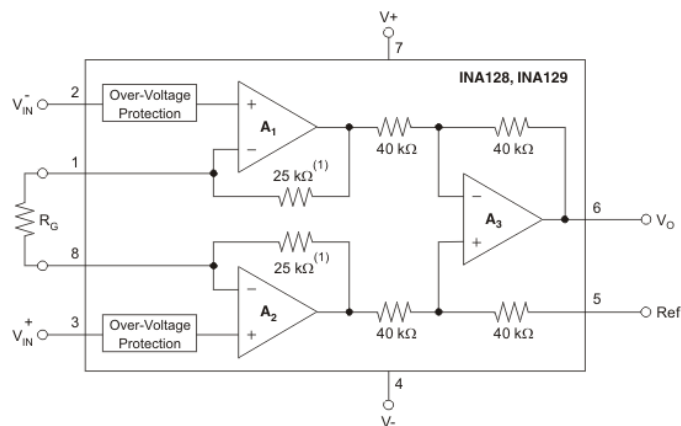 V+
7
INA128, INA129
2
V⁻IN
Over-Voltage
Protection
+
A1
−
1
25 kΩ(1)
40 kΩ
40 kΩ
RG
−
A3
+
6
VO
8
25 kΩ(1)
−
A2
+
3
V⁺IN
Over-Voltage
Protection
40 kΩ
40 kΩ
5
Ref
4
V-